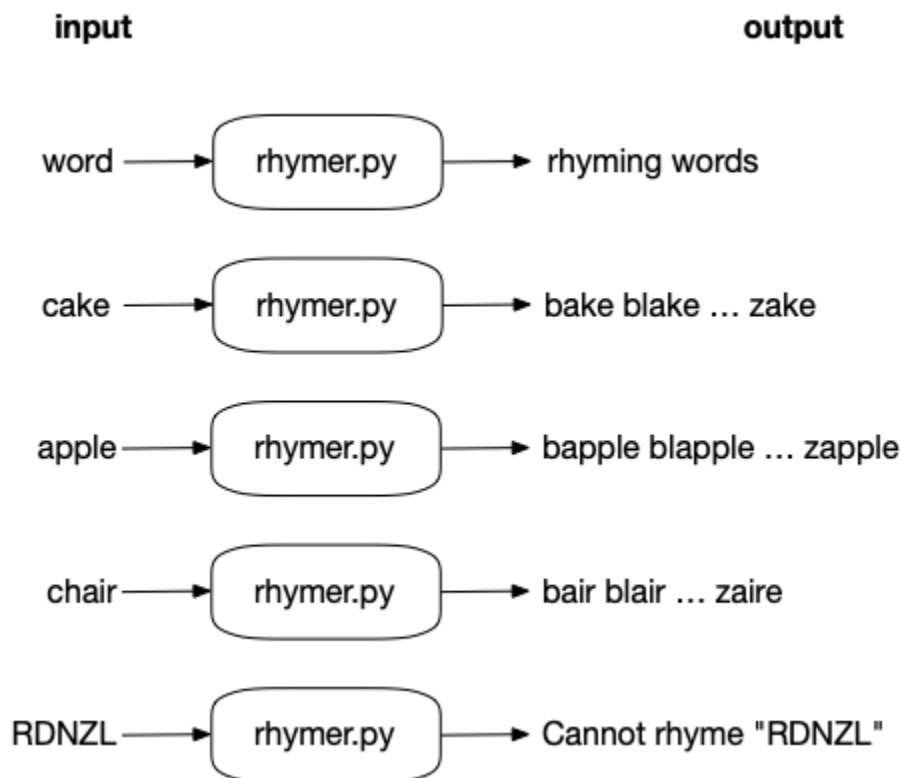 input output
word rhymer.py rhyming words
cake rhymer.py bake blake … zake
apple rhymer.py bapple blapple … zapple
chair rhymer.py bair blair … zaire
RDNZL rhymer.py Cannot rhyme "RDNZL"